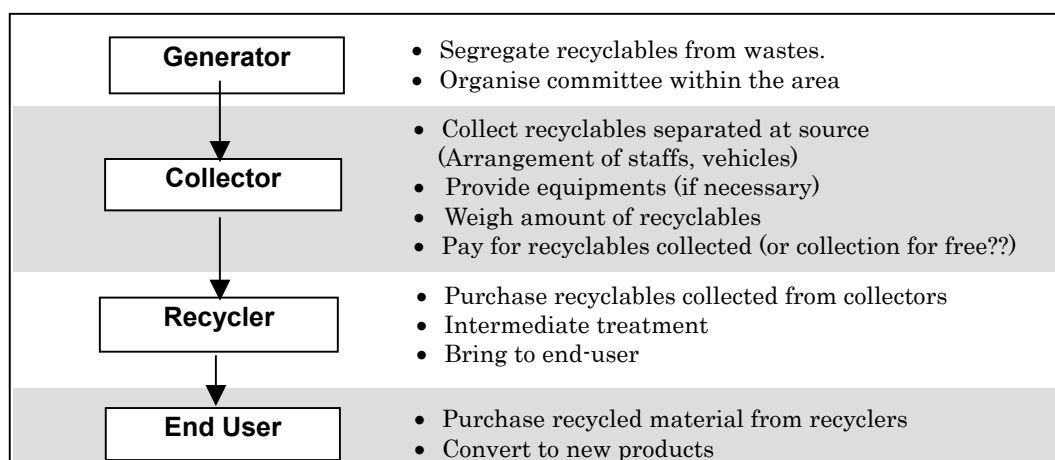 Generator
• Segregate recyclables from wastes.
• Organise committee within the area
Collector
• Collect recyclables separated at source
(Arrangement of staffs, vehicles)
• Provide equipments (if necessary)
• Weigh amount of recyclables
• Pay for recyclables collected (or collection for free??)
Recycler
• Purchase recyclables collected from collectors
• Intermediate treatment
• Bring to end-user
End User
• Purchase recycled material from recyclers
• Convert to new products